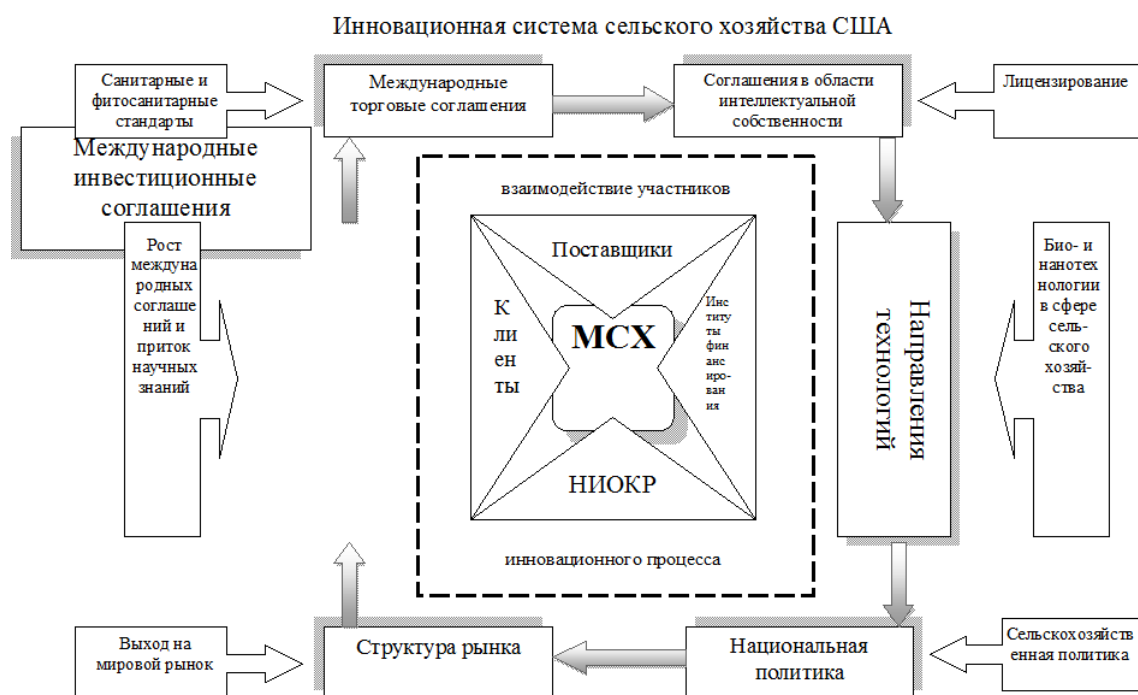 Инновационная система сельского хозяйства США
Санитарные и
фитосанитарные
стандарты
Международные
торговые соглашения
Соглашения в области
интеллектуальной
собственности
Лицензирование
Международные
инвестиционные
соглашения
взаимодействие участников
Рост
междуна
родных
соглаше
ний и
приток
научных
знаний
Поставщики
К
ли
ен
ты
МСХ
Инс
титу
ты
фин
анс
иро-
ван
ия
НИОКР
Направления
технологий
Био- и
нанотех
нологии
в сфере
сель-
ского
хозяй-
ства
инновационного процесса
Выход на
мировой рынок
Структура рынка
Национальная
политика
Сельскохозяйств
енная политика